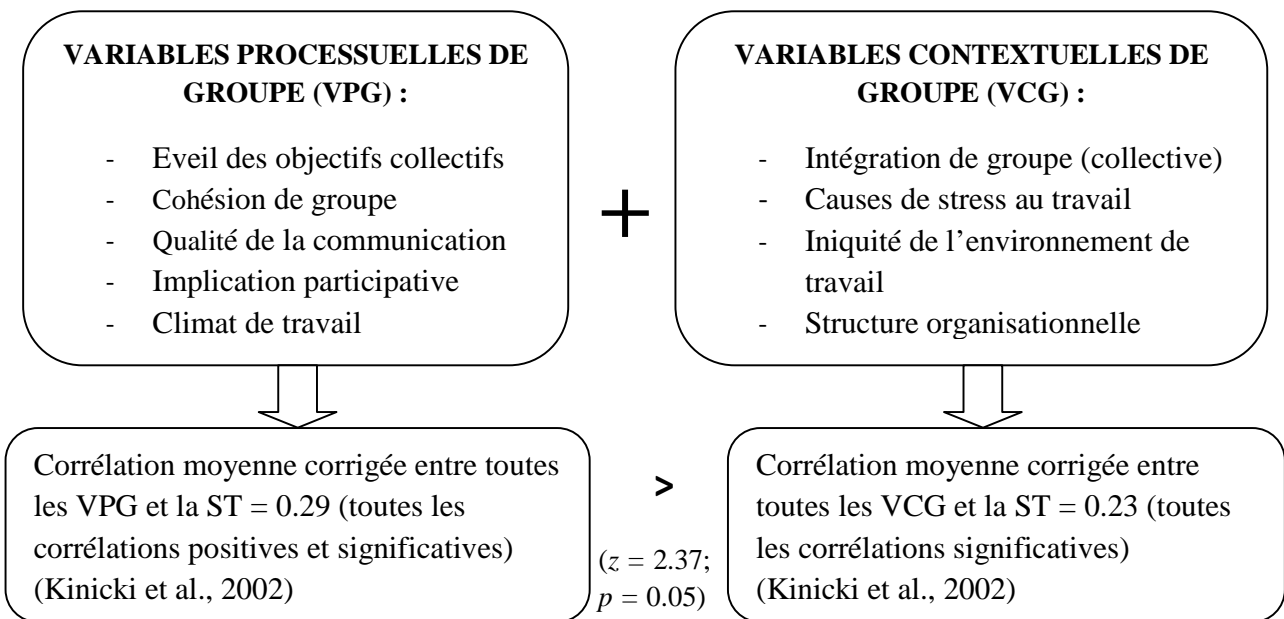 VARIABLES PROCESSUELLES DE
GROUPE (VPG) :
- Eveil des objectifs collectifs
- Cohésion de groupe
- Qualité de la communication
- Implication participative
- Climat de travail
+
VARIABLES CONTEXTUELLES DE
GROUPE (VCG) :
- Intégration de groupe (collective)
- Causes de stress au travail
- Iniquité de l’environnement de
travail
- Structure organisationnelle
Corrélation moyenne corrigée entre toutes
les VPG et la ST = 0.29 (toutes les
corrélations positives et significatives)
(Kinicki et al., 2002)
>
(z = 2.37;
p = 0.05)
Corrélation moyenne corrigée entre
toutes les VCG et la ST = 0.23 (toutes
les corrélations significatives)
(Kinicki et al., 2002)